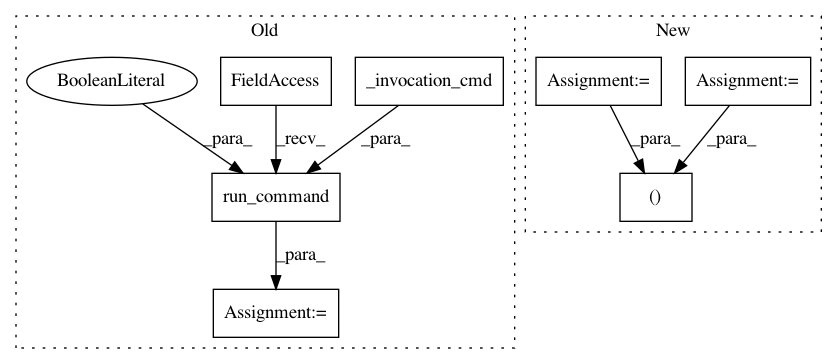 Old
New
BooleanLiteral
FieldAccess
_invocation_cmd
Assignment:=
Assignment:=
_para_
_recv_
_para_
_para_
_para_
run_command
()
_para_
Assignment:=